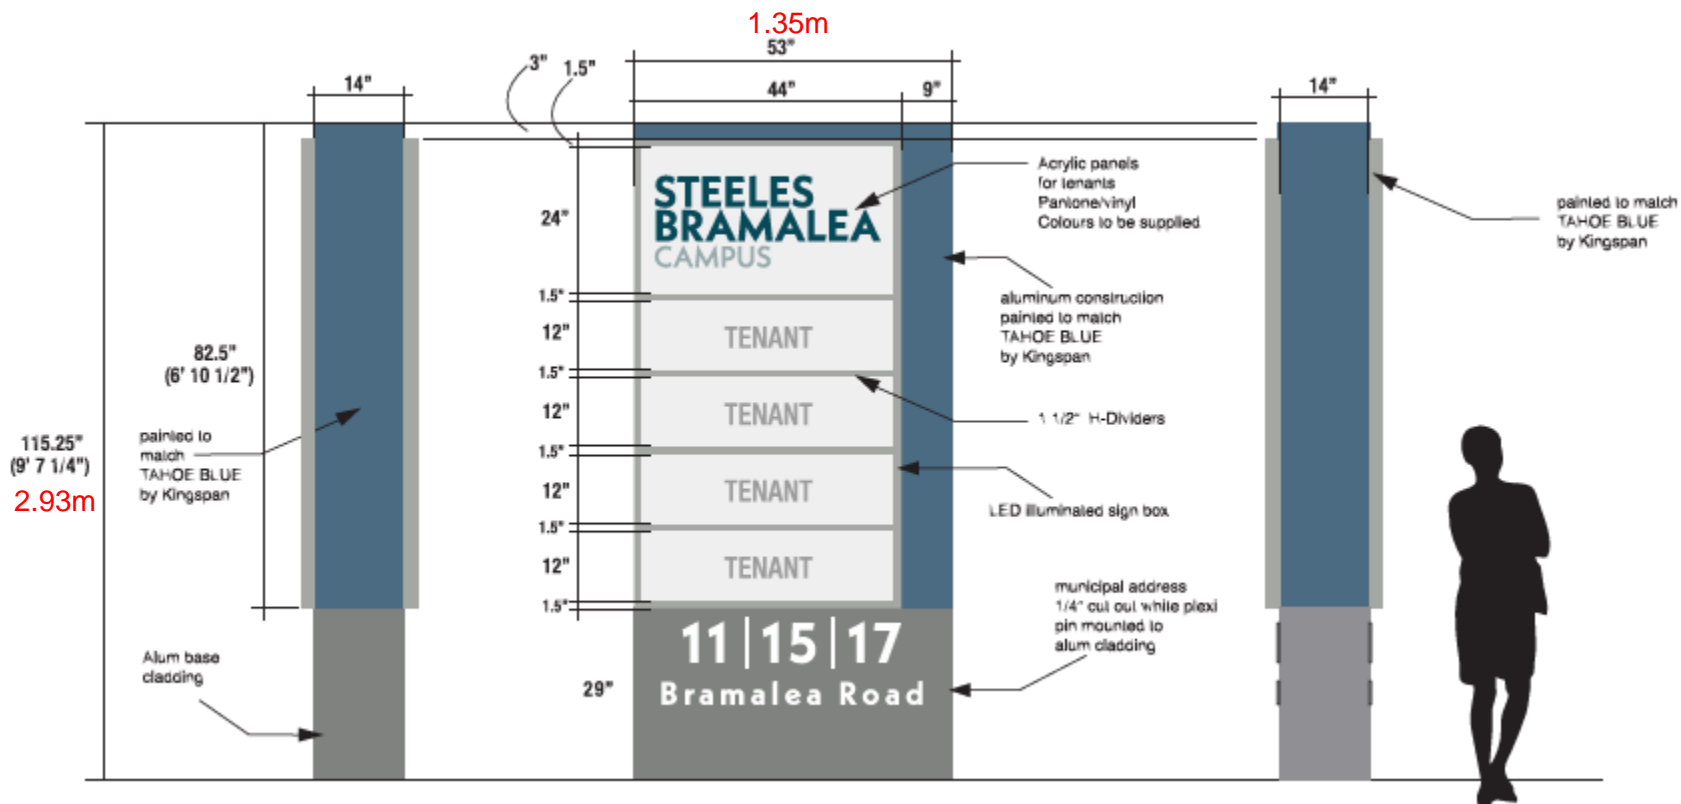 1.35m
53"
3"
1.5"
14"
44"
9"
14"
STEELES
BRAMALEA
CAMPUS
24"
Acrylic panels
for tenants
Pantone/vinyl
Colours to be supplied
painted to match
TAHOE BLUE
by Kingspan
1.5"
12"
TENANT
aluminum construction
painted to match
TAHOE BLUE
by Kingspan
82.5"
(6' 10 1/2")
1.5"
12"
TENANT
1 1/2" H-Dividers
115.25"
(9' 7 1/4")
2.93m
painted to
match
TAHOE BLUE
by Kingspan
1.5"
12"
TENANT
LED illuminated sign box
1.5"
12"
TENANT
1.5"
municipal address
1/4" cut out white plexi
pin mounted to
alum cladding
11|15|17
Bramalea Road
29"
Alum base
cladding